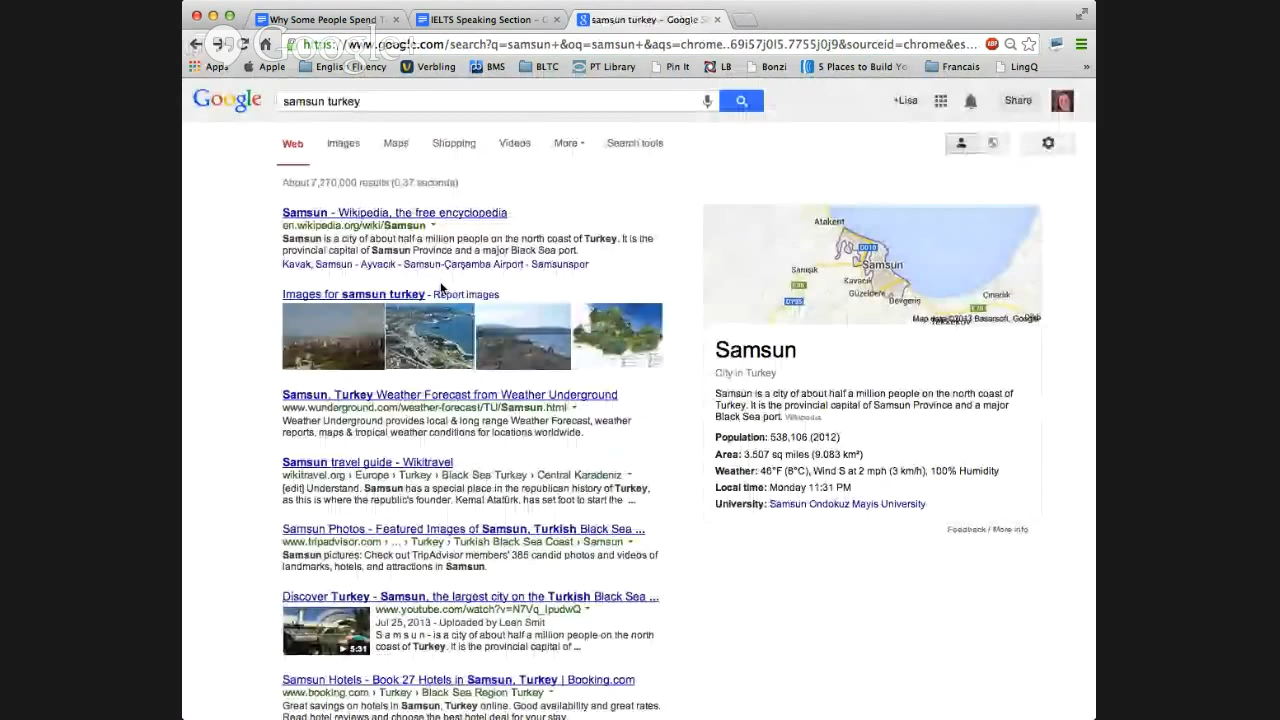 Why Some People Spend T
IELTS Speaking Section - G
samsun turkey - Google S
Google+
https://www.google.com/search?q=samsun+&oq=samsun+&aqs=chrome..69i57j0l5.7755j0j9&sourceid=chrome&es...
Apps Apple English Fluency Verbling BMS BLTC PT Library Pin It LB Bonzi 5 Places to Build Yo Francais LingQ »
Google samsun turkey +Lisa Share
Web Images Maps Shopping Videos More Search tools
About 7,270,000 results (0.37 seconds)
Samsun - Wikipedia, the free encyclopedia
en.wikipedia.org/wiki/Samsun
Samsun is a city of about half a million people on the north coast of Turkey. It is the
provincial capital of Samsun Province and a major Black Sea port.
Kavak, Samsun - Ayvacık - Samsun-Çarşamba Airport - Samsunspor
Images for samsun turkey - Report images
Samsun, Turkey Weather Forecast from Weather Underground
www.wunderground.com/weather-forecast/TU/Samsun.html
Weather Underground provides local & long range Weather Forecast, weather
reports, maps & tropical weather conditions for locations worldwide.
Samsun travel guide - Wikitravel
wikitravel.org › Europe › Turkey › Black Sea Turkey › Central Karadeniz
[edit] Understand. Samsun has a special place in the republican history of Turkey,
as this is where the republic's founder, Kemal Atatürk, has set foot to start the ...
Samsun Photos - Featured Images of Samsun, Turkish Black Sea ...
www.tripadvisor.com › ... › Turkey › Turkish Black Sea Coast › Samsun
Samsun pictures: Check out TripAdvisor members' 385 candid photos and videos of
landmarks, hotels, and attractions in Samsun.
Discover Turkey - Samsun, the largest city on the Turkish Black Sea ...
www.youtube.com/watch?v=N7Vq_IpudwQ
Jul 25, 2013 - Uploaded by Leen Smit
S a m s u n - is a city of about half a million people on the north
coast of Turkey. It is the provincial capital of ...
5:31
Samsun Hotels - Book 27 Hotels in Samsun, Turkey | Booking.com
www.booking.com › Turkey › Black Sea Region Turkey
Great savings on hotels in Samsun, Turkey online. Good availability and great rates.
Read hotel reviews and choose the best hotel deal for your stay.
Atakent
D010
Samsun
Kavacık
Güzeldere
Devgeriş
D795
Çınarlık
Map data ©2013 Basarsoft, Google
Tekkeköy
Samsun
City in Turkey
Samsun is a city of about half a million people on the north coast of
Turkey. It is the provincial capital of Samsun Province and a major
Black Sea port. Wikipedia
Population: 538,106 (2012)
Area: 3.507 sq miles (9.083 km²)
Weather: 46°F (8°C), Wind S at 2 mph (3 km/h), 100% Humidity
Local time: Monday 11:31 PM
University: Samsun Ondokuz Mayis University
Feedback / More info